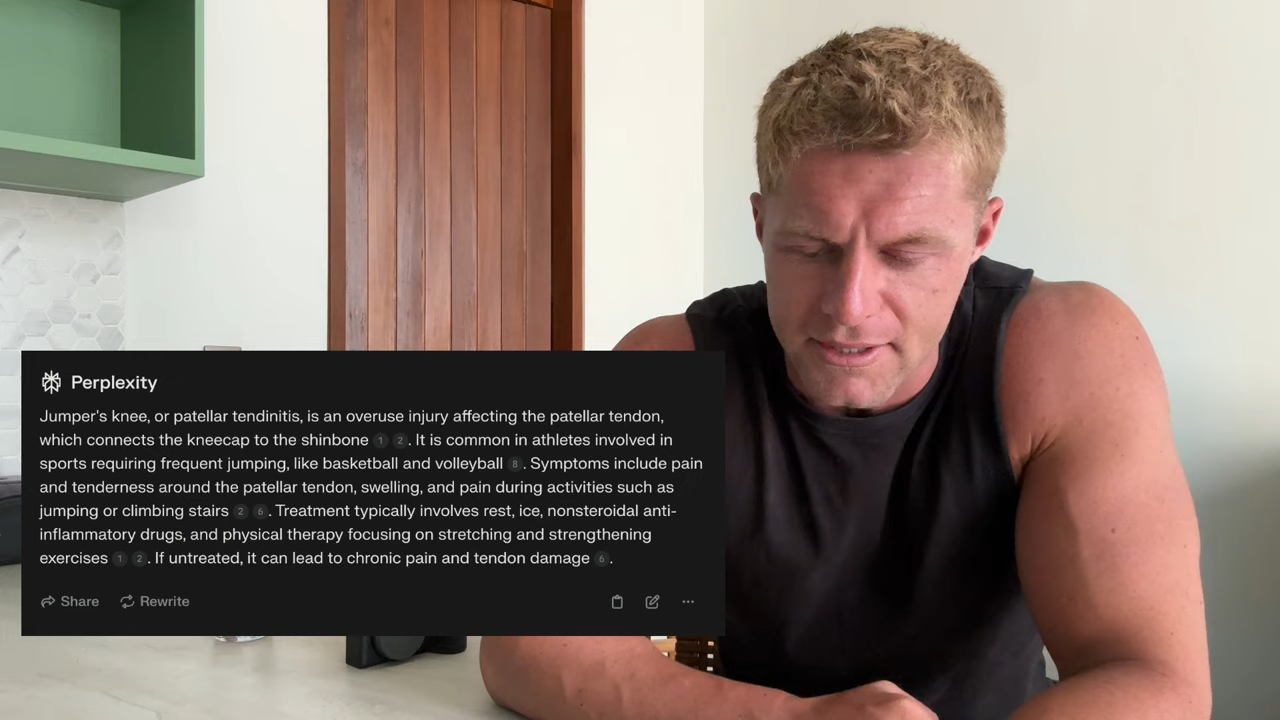 Perplexity
Jumper's knee, or patellar tendinitis, is an overuse injury affecting the patellar tendon,
which connects the kneecap to the shinbone 1 2. It is common in athletes involved in
sports requiring frequent jumping, like basketball and volleyball 8. Symptoms include pain
and tenderness around the patellar tendon, swelling, and pain during activities such as
jumping or climbing stairs 2 6. Treatment typically involves rest, ice, nonsteroidal anti-
inflammatory drugs, and physical therapy focusing on stretching and strengthening
exercises 1 2. If untreated, it can lead to chronic pain and tendon damage 6.
Share Rewrite